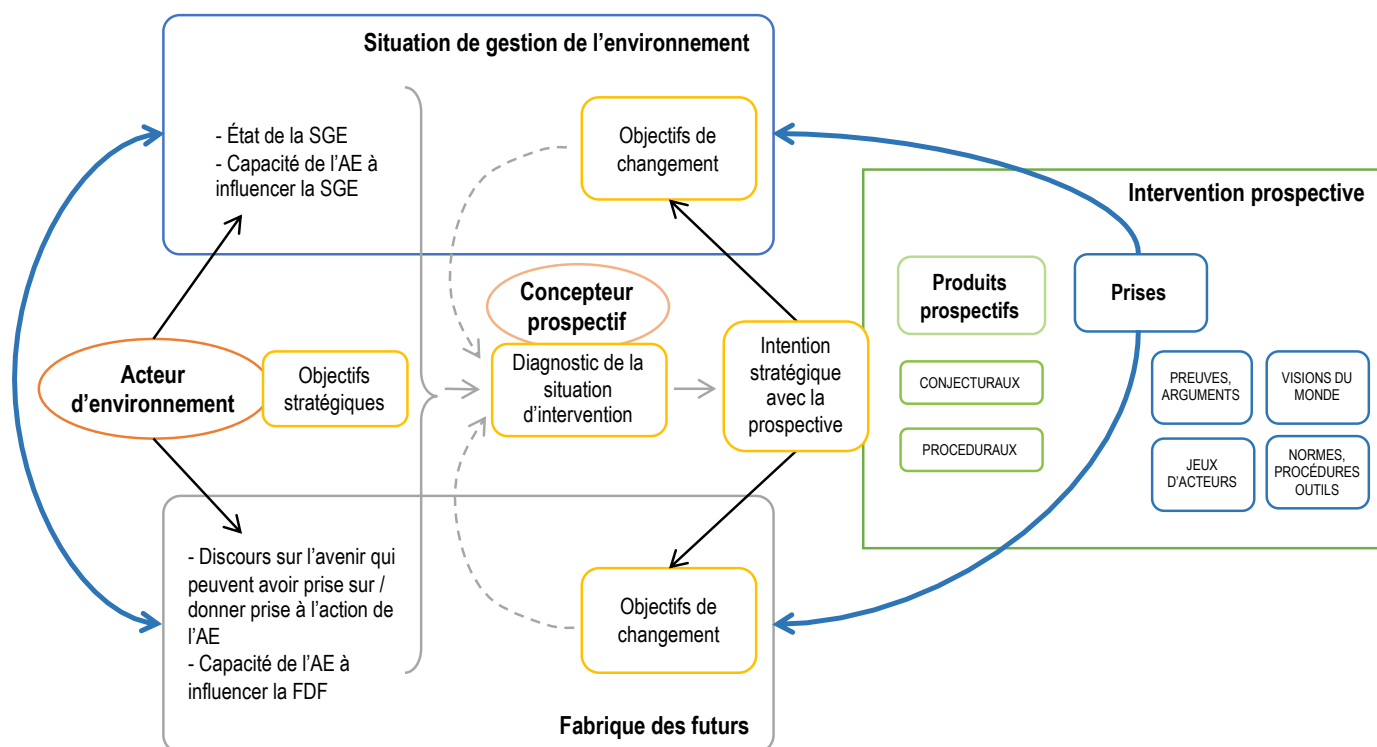 Situation de gestion de l’environnement
- État de la SGE
- Capacité de l’AE à
influencer la SGE
Objectifs de
changement
Intervention prospective
Produits
prospectifs
Prises
CONJECTURAUX
PROCEDURAUX
PREUVES,
ARGUMENTS
VISIONS DU
MONDE
JEUX
D’ACTEURS
NORMES,
PROCÉDURES
OUTILS
Concepteur
prospectif
Diagnostic de la
situation
d’intervention
Intention
stratégique
avec la
prospective
Acteur
d’environnement
Objectifs
stratégiques
- Discours sur l’avenir qui
peuvent avoir prise sur /
donner prise à l’action de
l’AE
- Capacité de l’AE à
influencer la FDF
Objectifs de
changement
Fabrique des futurs